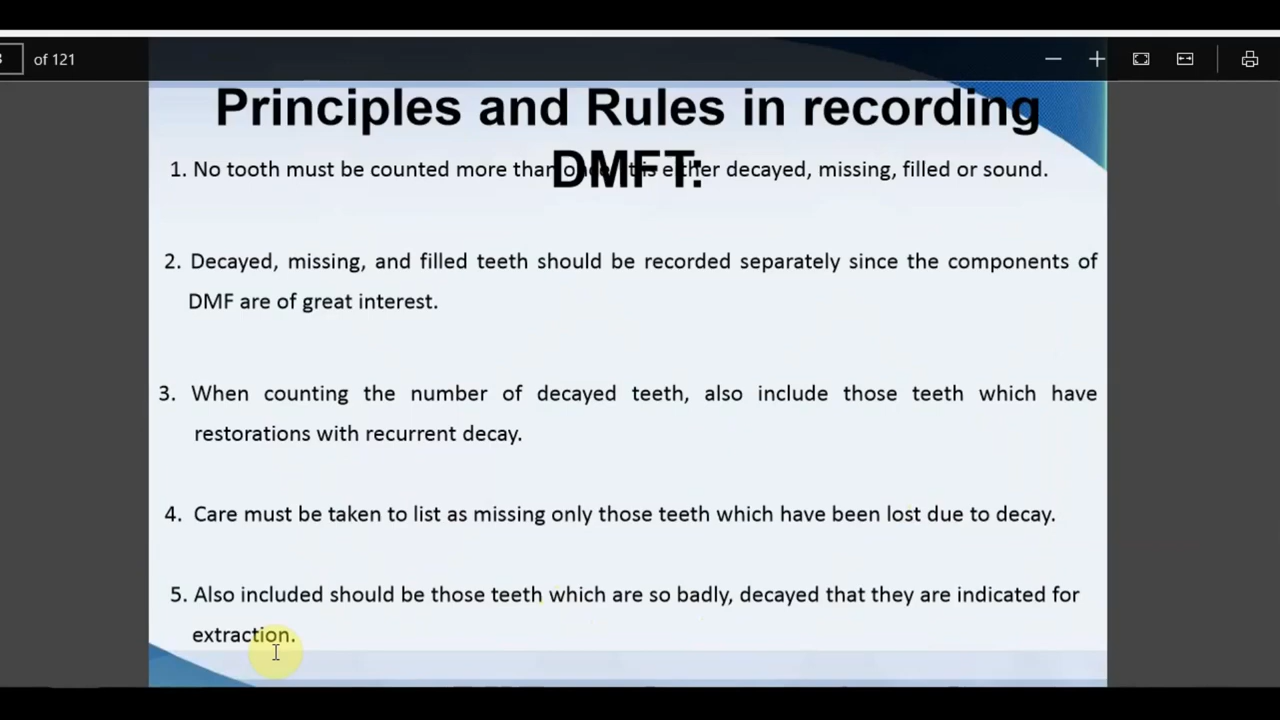 of 121
Principles and Rules in recording
DMFT:
1. No tooth must be counted more than once. It is either decayed, missing, filled or sound.
2. Decayed, missing, and filled teeth should be recorded separately since the components of
DMF are of great interest.
3. When counting the number of decayed teeth, also include those teeth which have
restorations with recurrent decay.
4. Care must be taken to list as missing only those teeth which have been lost due to decay.
5. Also included should be those teeth which are so badly, decayed that they are indicated for
extraction.